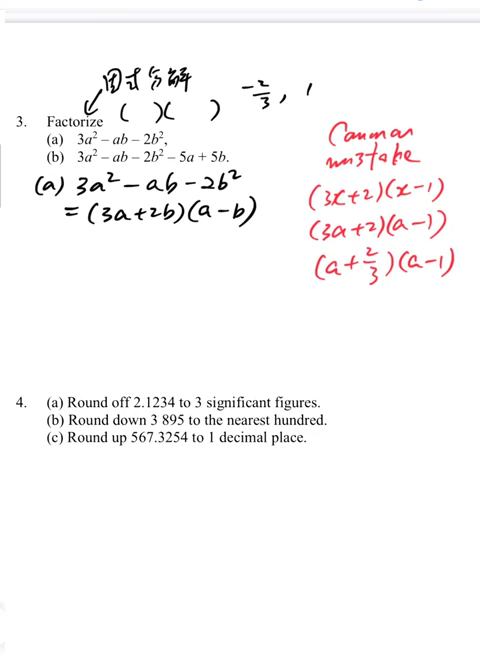 因式分解
( )( ) -2/3, 1
3. Factorize
(a) 3a² – ab – 2b²,
(b) 3a² – ab – 2b² – 5a + 5b.
Common
mistake
(a) 3a² – ab – 2b²
= (3a+2b)(a-b)
(3x+2)(x-1)
(3a+2)(a-1)
(a+2/3)(a-1)
4. (a) Round off 2.1234 to 3 significant figures.
(b) Round down 3 895 to the nearest hundred.
(c) Round up 567.3254 to 1 decimal place.